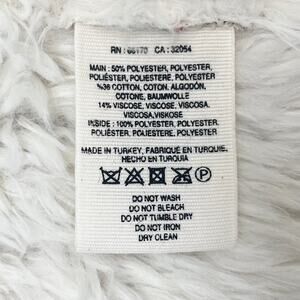 RN : 66170 CA : 32054
MAIN : 50% POLYESTER, POLYESTER,
POLIÉSTER, POLIESTERE, POLYESTER
%36 COTTON, COTON, ALGODÓN,
COTONE, BAUMWOLLE
14% VISCOSE, VISCOSE, VISCOSA,
VISCOSA,VISKOSE
INSIDE : 100% POLYESTER, POLYESTER,
POLIÉSTER, POLIESTERE, POLYESTER
MADE IN TURKEY, FABRIQUÉ EN TURQUIE,
HECHO EN TURQUIA
P
DO NOT WASH
DO NOT BLEACH
DO NOT TUMBLE DRY
DO NOT IRON
DRY CLEAN